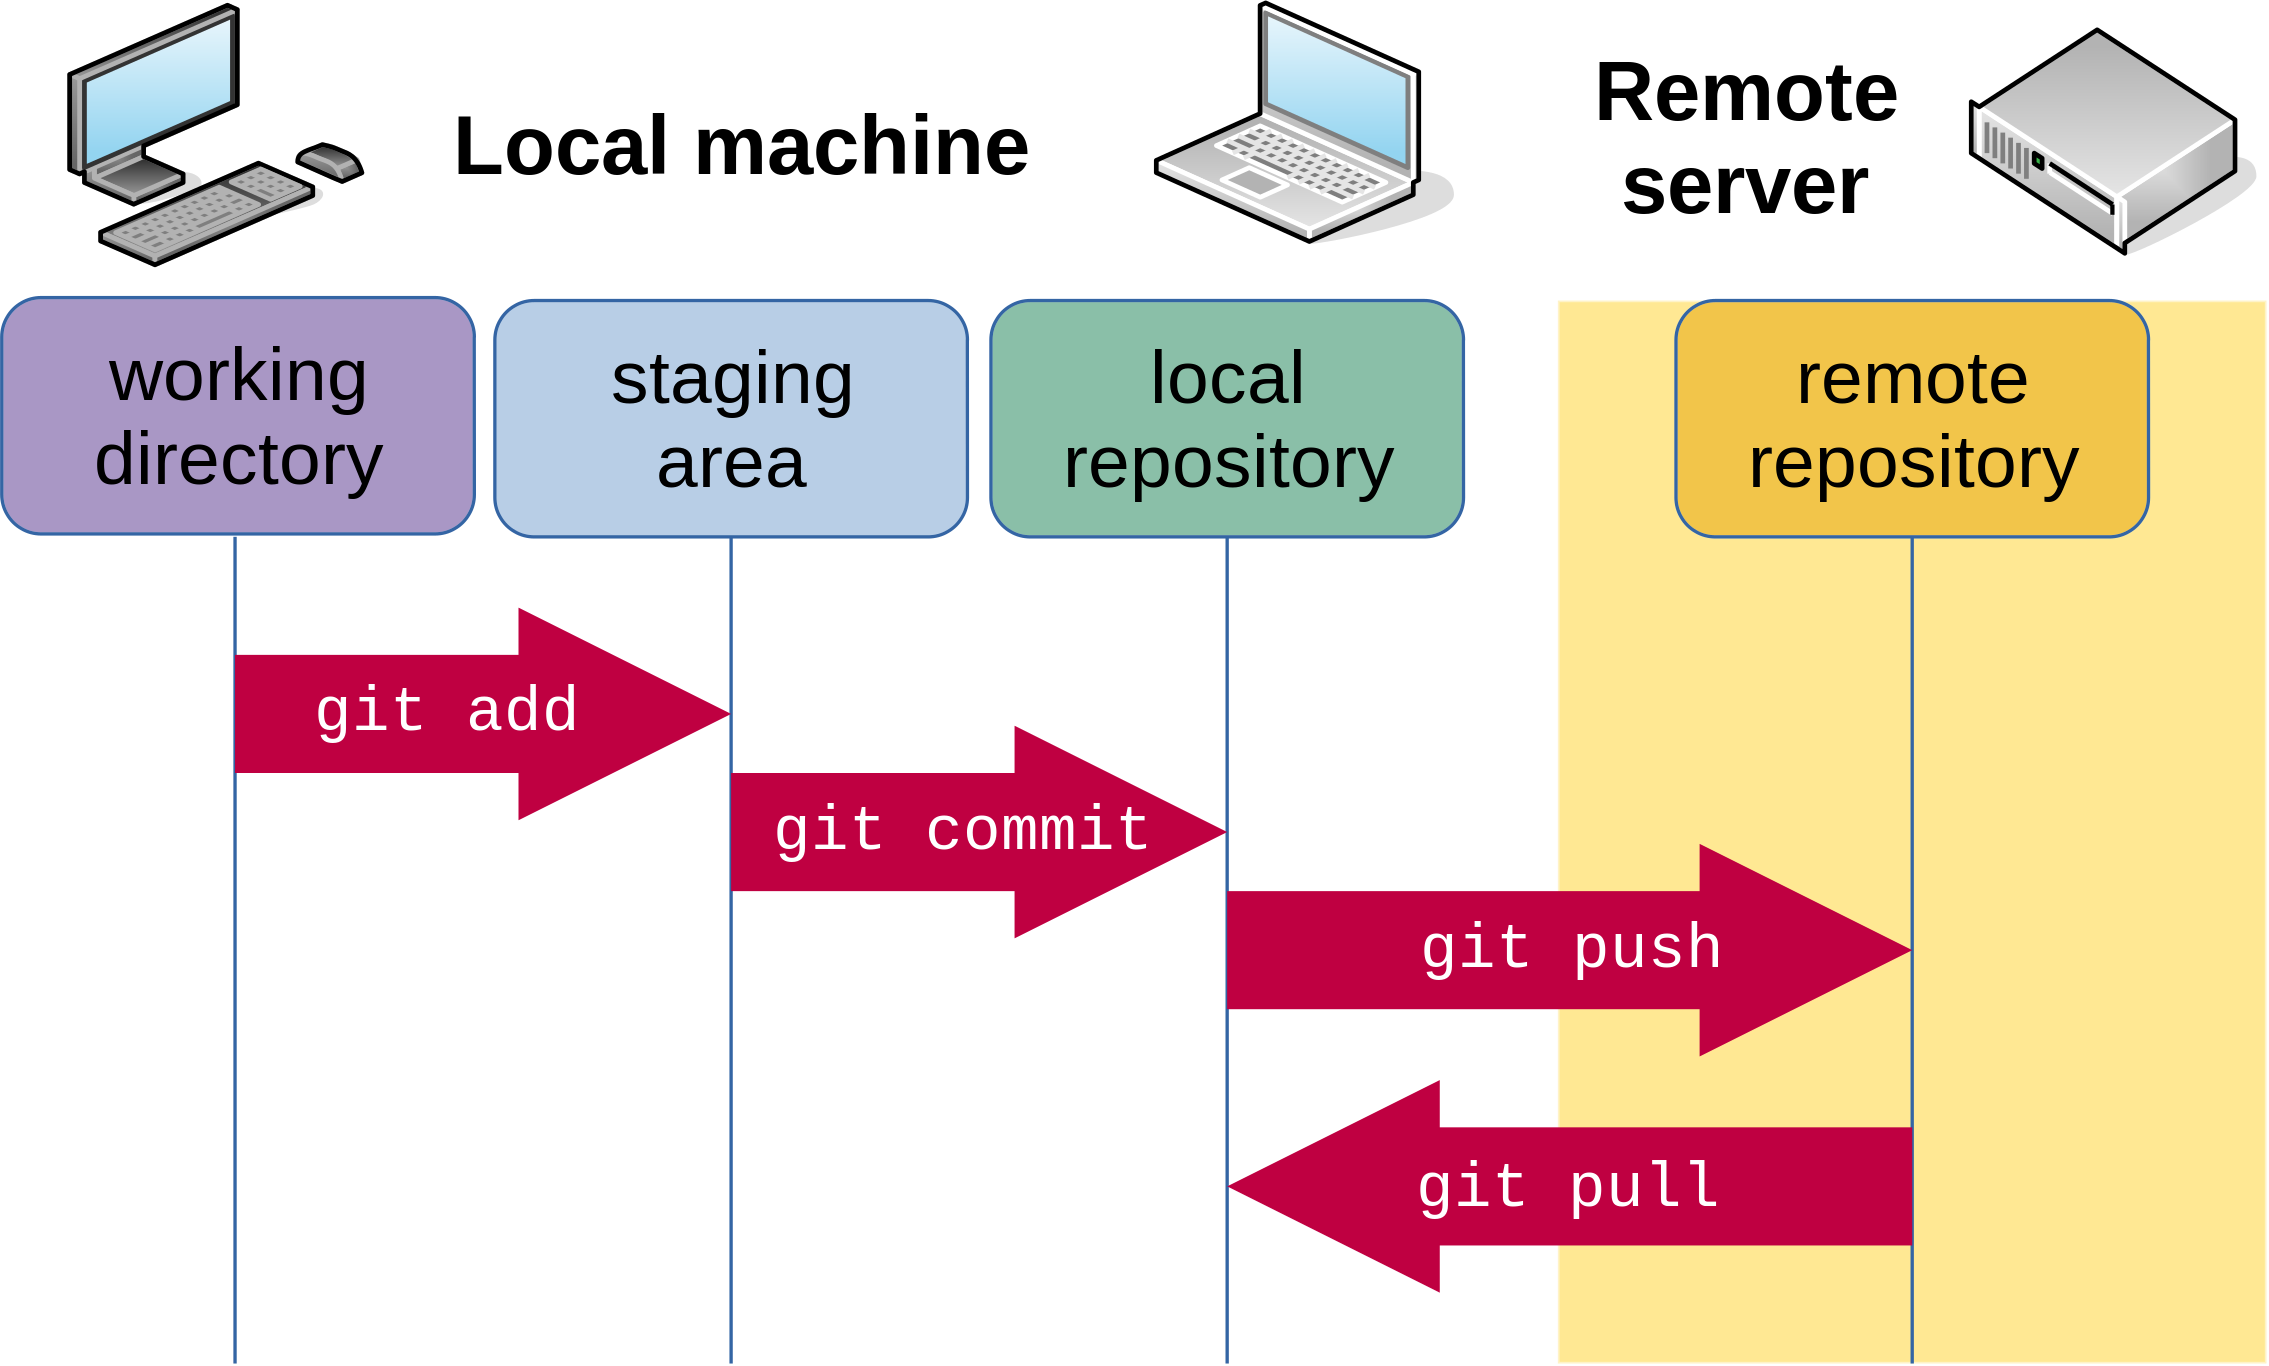 Local machine
Remote
server
working
directory
staging
area
local
repository
remote
repository
git add
git commit
git push
git pull